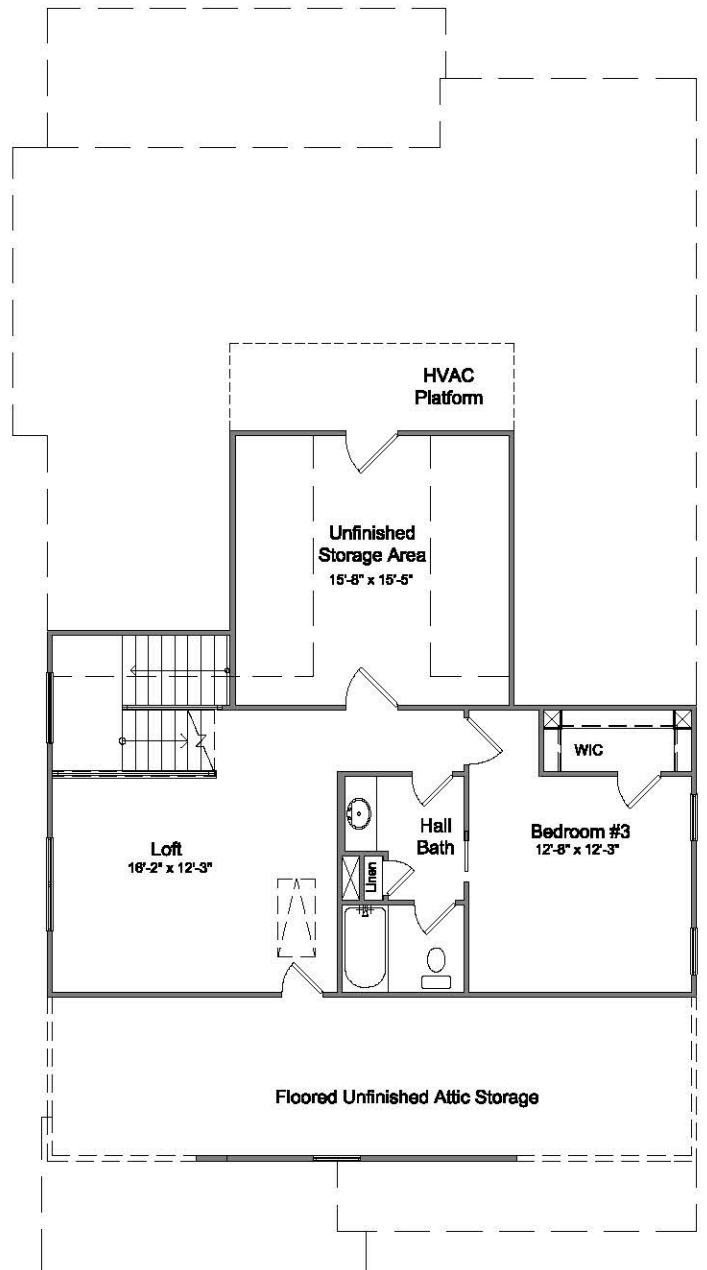 HVAC
Platform
Unfinished
Storage Area
15'-8" x 15'-5"
WIC
Hall
Bath
Bedroom #3
12'-8" x 12'-3"
Loft
16'-2" x 12'-3"
Linen
Floored Unfinished Attic Storage